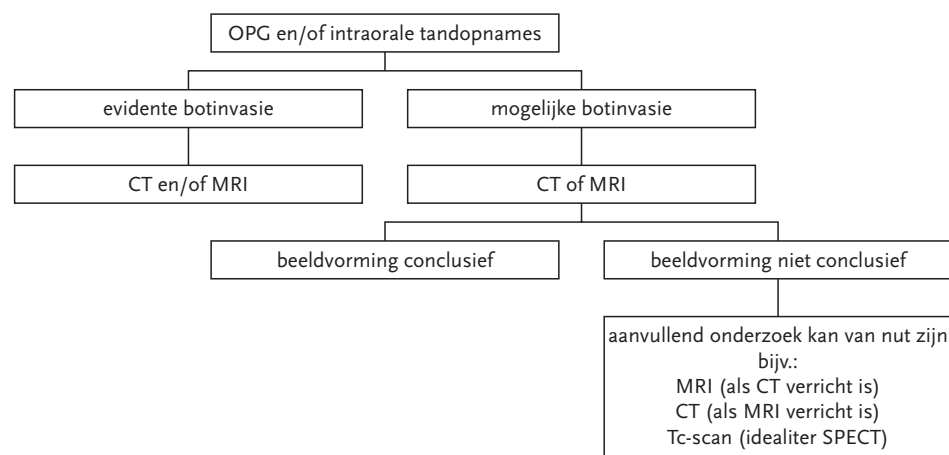 OPG en/of intraorale tandopnames
evidente botinvasie
mogelijke botinvasie
CT en/of MRI
CT of MRI
beeldvorming conclusief
beeldvorming niet conclusief
aanvullend onderzoek kan van nut zijn
bijv.:
MRI (als CT verricht is)
CT (als MRI verricht is)
Tc-scan (idealiter SPECT)